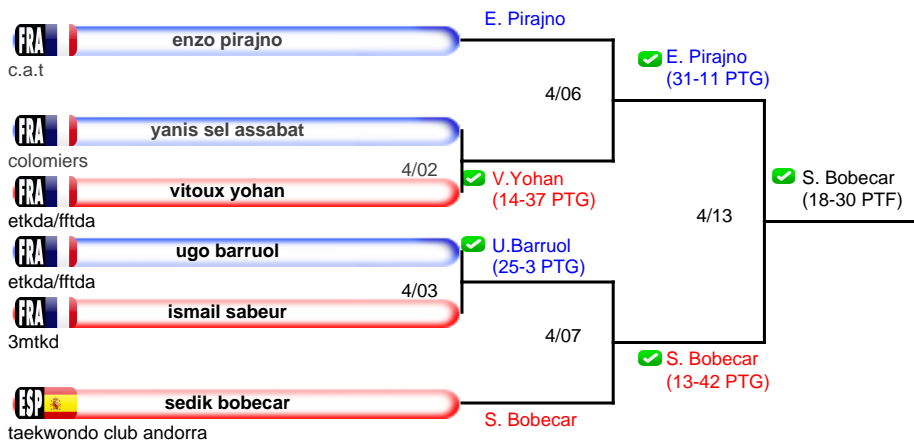 E. Pirajno
FRA
enzo pirajno
c.a.t
E. Pirajno
(31-11 PTG)
4/06
FRA
yanis sel assabat
colomiers
4/02
FRA
vitoux yohan
V.Yohan
(14-37 PTG)
etkda/fftda
S. Bobecar
(18-30 PTF)
4/13
FRA
ugo barruol
U.Barruol
(25-3 PTG)
etkda/fftda
4/03
FRA
ismail sabeur
3mtkd
4/07
S. Bobecar
(13-42 PTG)
ESP
sedik bobecar
S. Bobecar
taekwondo club andorra